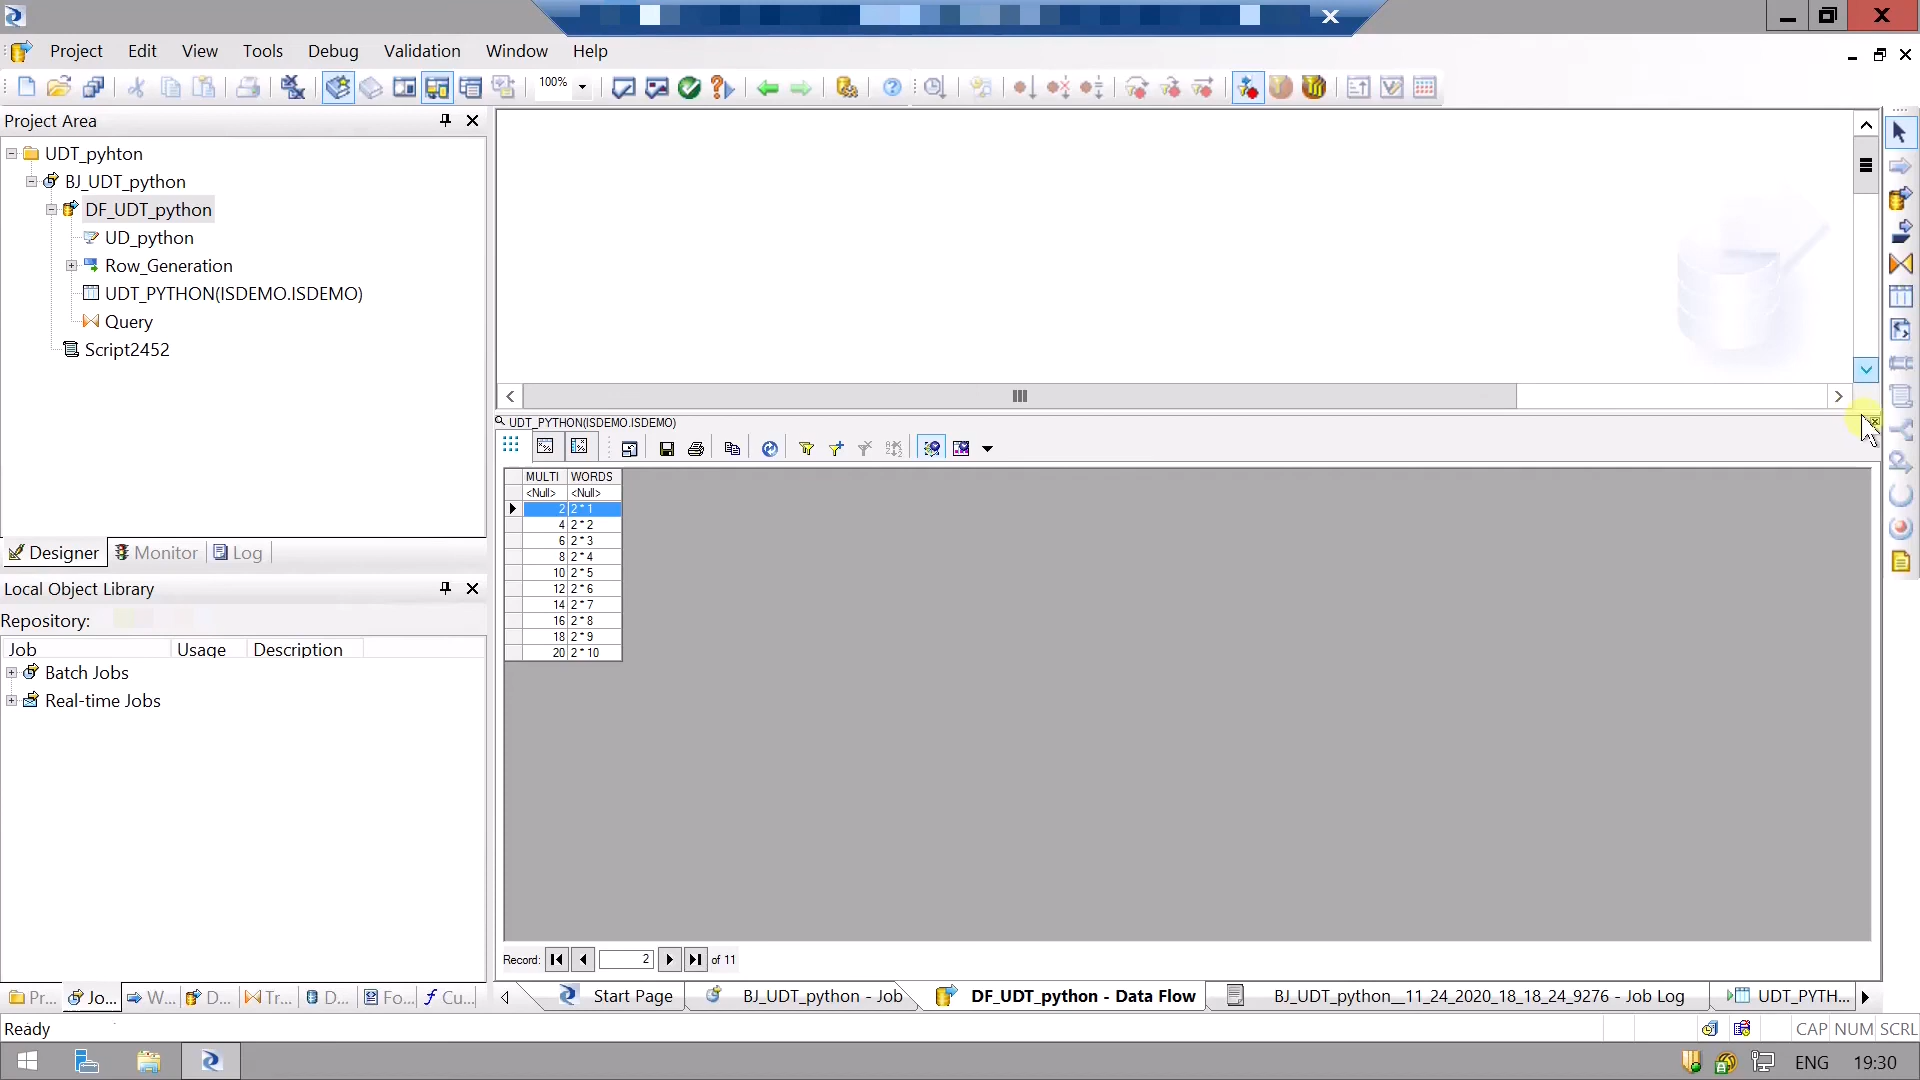 Project Edit View Tools Debug Validation Window Help
100%
Project Area
UDT_pyhton
BJ_UDT_python
DF_UDT_python
UD_python
Row_Generation
UDT_PYTHON(ISDEMO.ISDEMO)
Query
Script2452
Designer Monitor Log
Local Object Library
Repository:
Job Usage Description
Batch Jobs
Real-time Jobs
Pr... Jo... W... D... Tr... D... Fo... Cu...
UDT_PYTHON(ISDEMO.ISDEMO)
MULTI WORDS
<Null> <Null>
2 2 * 1
4 2 * 2
6 2 * 3
8 2 * 4
10 2 * 5
12 2 * 6
14 2 * 7
16 2 * 8
18 2 * 9
20 2 * 10
Record: 2 of 11
Start Page BJ_UDT_python - Job DF_UDT_python - Data Flow BJ_UDT_python__11_24_2020_18_18_24_9276 - Job Log UDT_PYTH...
Ready CAP NUM SCRL
ENG 19:30